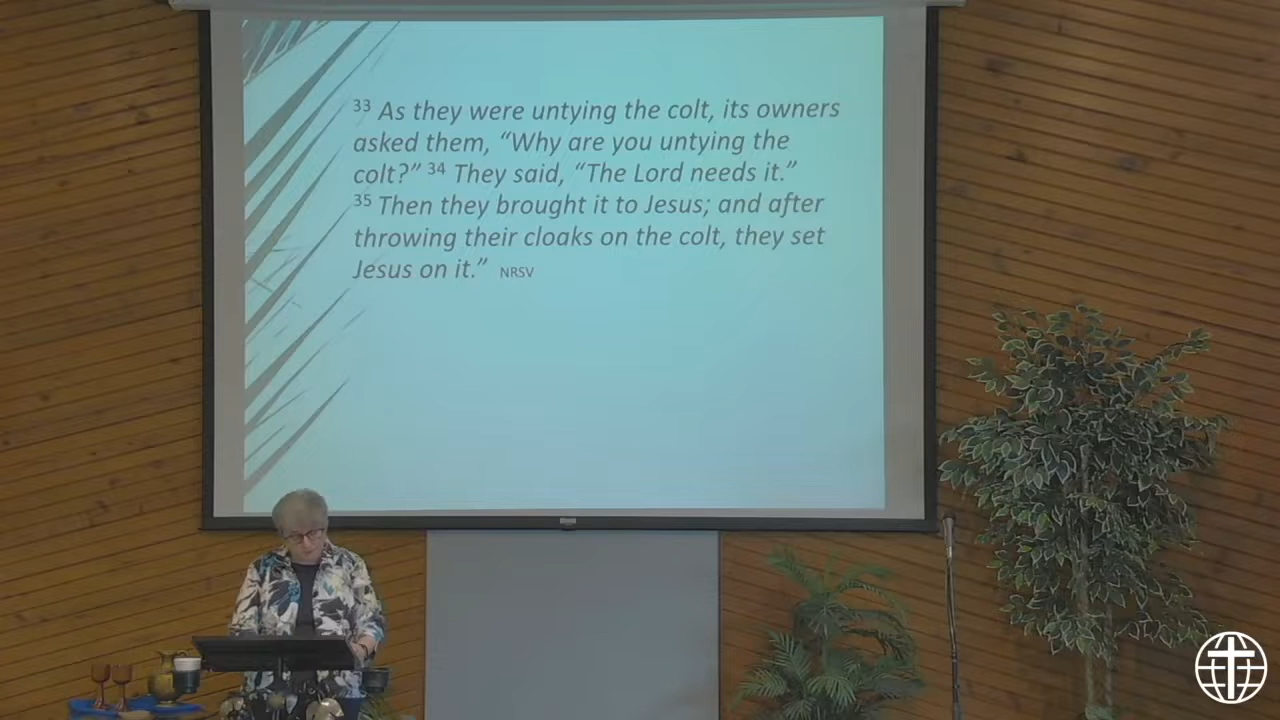 ³³ As they were untying the colt, its owners
asked them, “Why are you untying the
colt?” ³⁴ They said, “The Lord needs it.”
³⁵ Then they brought it to Jesus; and after
throwing their cloaks on the colt, they set
Jesus on it.” NRSV